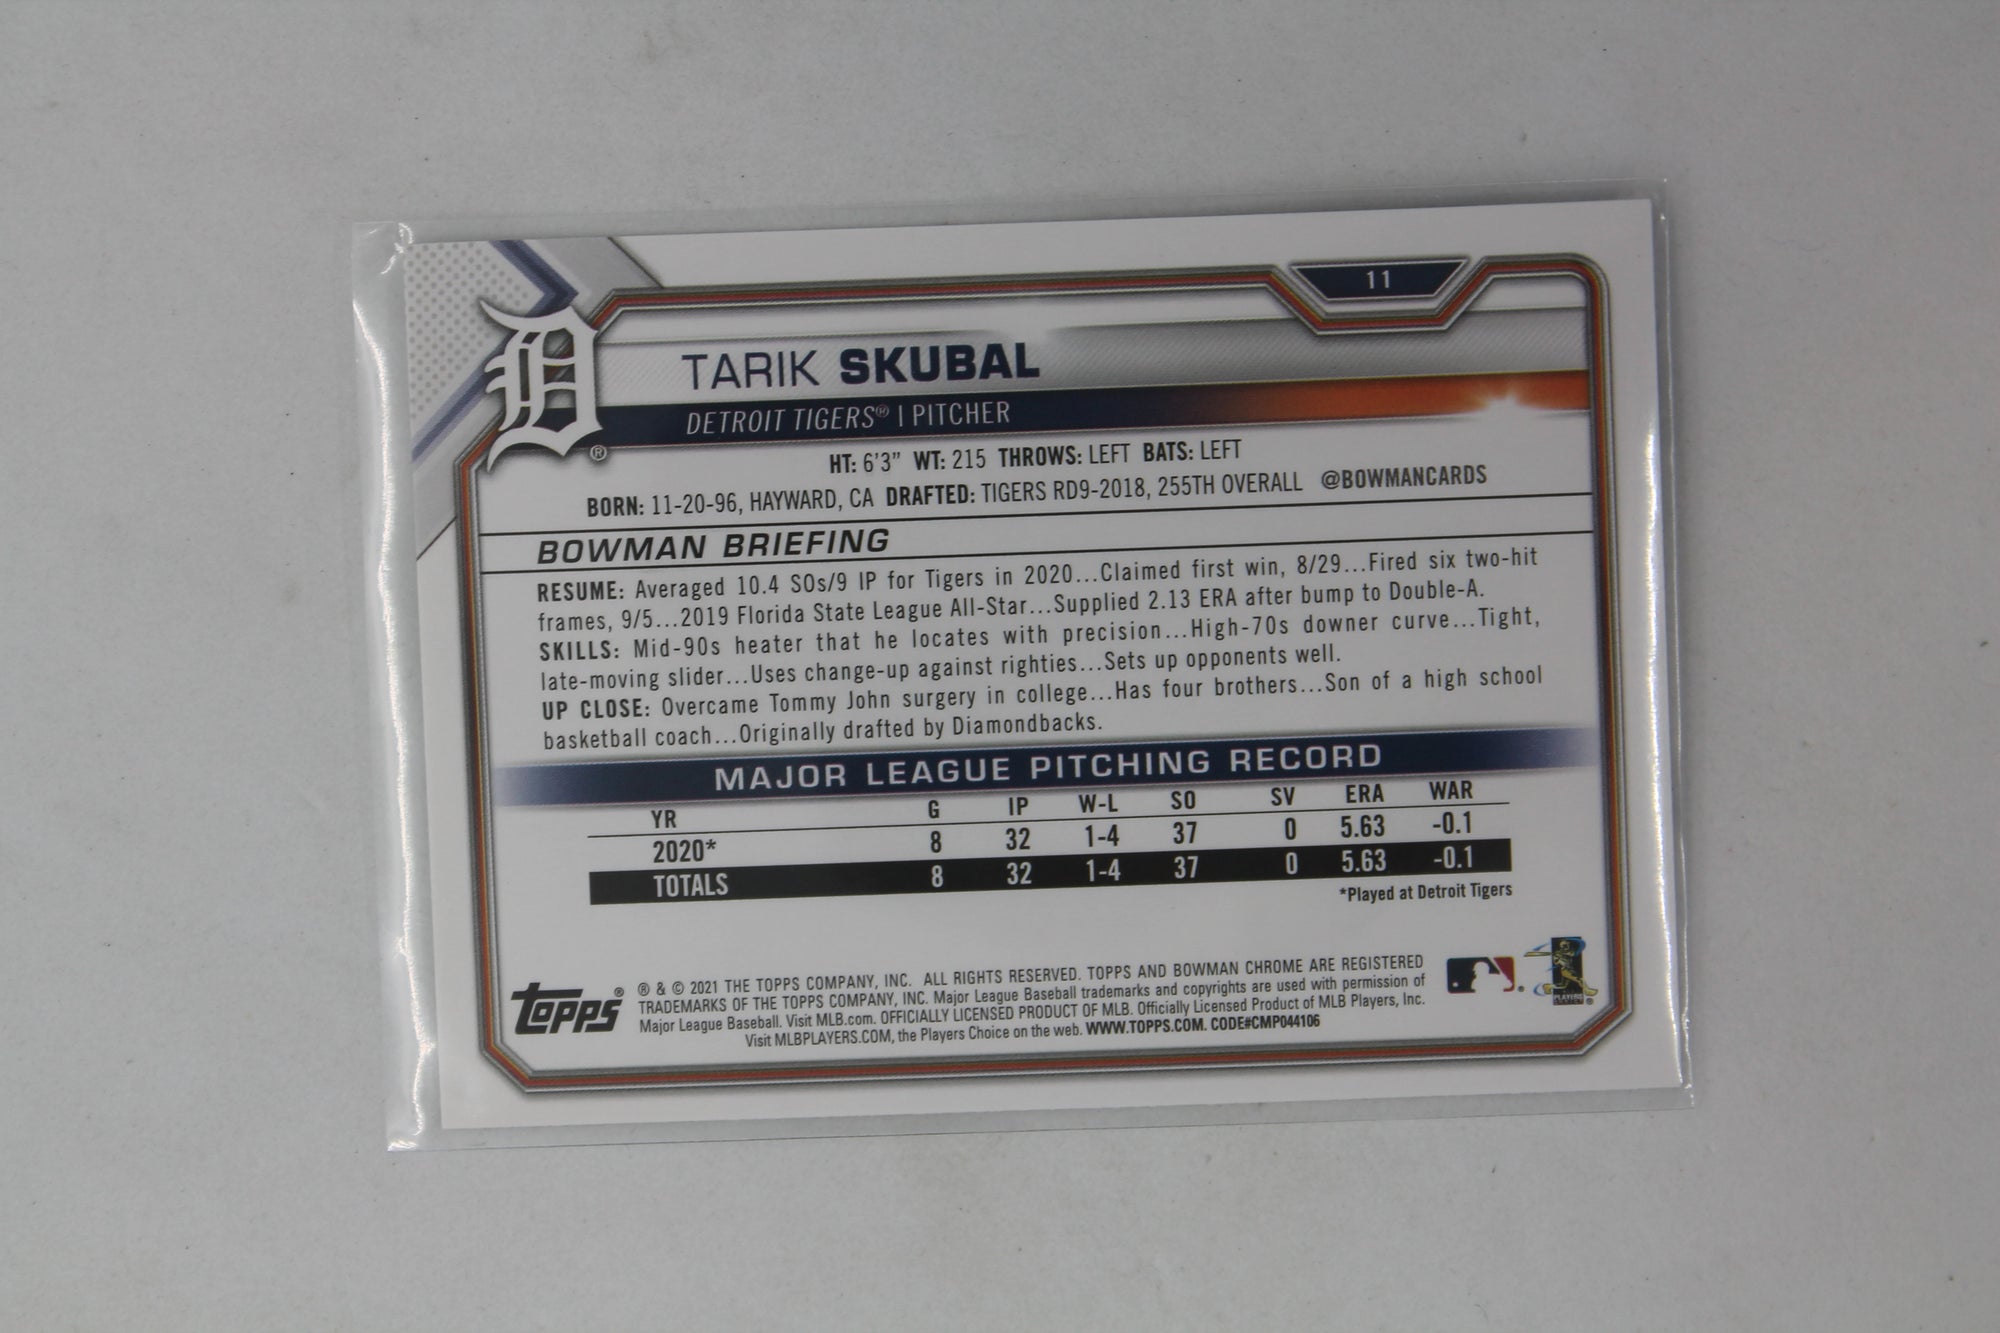 11
TARIK SKUBAL
DETROIT TIGERS® | PITCHER
HT: 6'3" WT: 215 THROWS: LEFT BATS: LEFT
BORN: 11-20-96, HAYWARD, CA DRAFTED: TIGERS RD9-2018, 255TH OVERALL @BOWMANCARDS
BOWMAN BRIEFING
RESUME: Averaged 10.4 SOs/9 IP for Tigers in 2020...Claimed first win, 8/29...Fired six two-hit
frames, 9/5...2019 Florida State League All-Star...Supplied 2.13 ERA after bump to Double-A.
SKILLS: Mid-90s heater that he locates with precision...High-70s downer curve...Tight,
late-moving slider...Uses change-up against righties...Sets up opponents well.
UP CLOSE: Overcame Tommy John surgery in college...Has four brothers...Son of a high school
basketball coach...Originally drafted by Diamondbacks.
MAJOR LEAGUE PITCHING RECORD
YR G IP W-L SO SV ERA WAR
2020* 8 32 1-4 37 0 5.63 -0.1
TOTALS 8 32 1-4 37 0 5.63 -0.1
*Played at Detroit Tigers
TOPPS®
® & © 2021 THE TOPPS COMPANY, INC. ALL RIGHTS RESERVED. TOPPS AND BOWMAN CHROME ARE REGISTERED
TRADEMARKS OF THE TOPPS COMPANY, INC. Major League Baseball trademarks and copyrights are used with permission of
Major League Baseball. Visit MLB.com. OFFICIALLY LICENSED PRODUCT OF MLB. Officially Licensed Product of MLB Players, Inc.
Visit MLBPLAYERS.COM, the Players Choice on the web. WWW.TOPPS.COM. CODE#CMP044106
PLAYERS